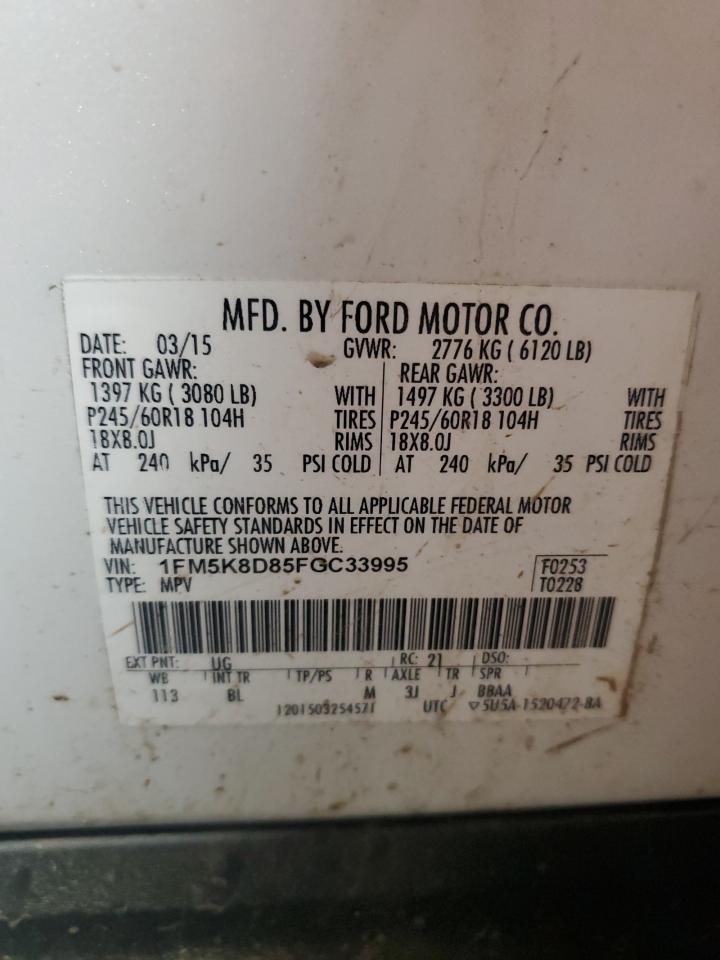 MFD. BY FORD MOTOR CO.
DATE: 03/15 GVWR: 2776 KG ( 6120 LB)
FRONT GAWR: REAR GAWR:
1397 KG ( 3080 LB) WITH 1497 KG ( 3300 LB) WITH
P245/60R18 104H TIRES P245/60R18 104H TIRES
18X8.0J RIMS 18X8.0J RIMS
AT 240 kPa/ 35 PSI COLD AT 240 kPa/ 35 PSI COLD
THIS VEHICLE CONFORMS TO ALL APPLICABLE FEDERAL MOTOR
VEHICLE SAFETY STANDARDS IN EFFECT ON THE DATE OF
MANUFACTURE SHOWN ABOVE.
VIN: 1FM5K8D85FGC33995 F0253
TYPE: MPV T0228
EXT PNT: UG RC: 21 DSO:
WB INT TR TP/PS R AXLE TR SPR
113 BL M 3J J BBAA
1201503254571 UTC ▽5U5A-1520472-BA